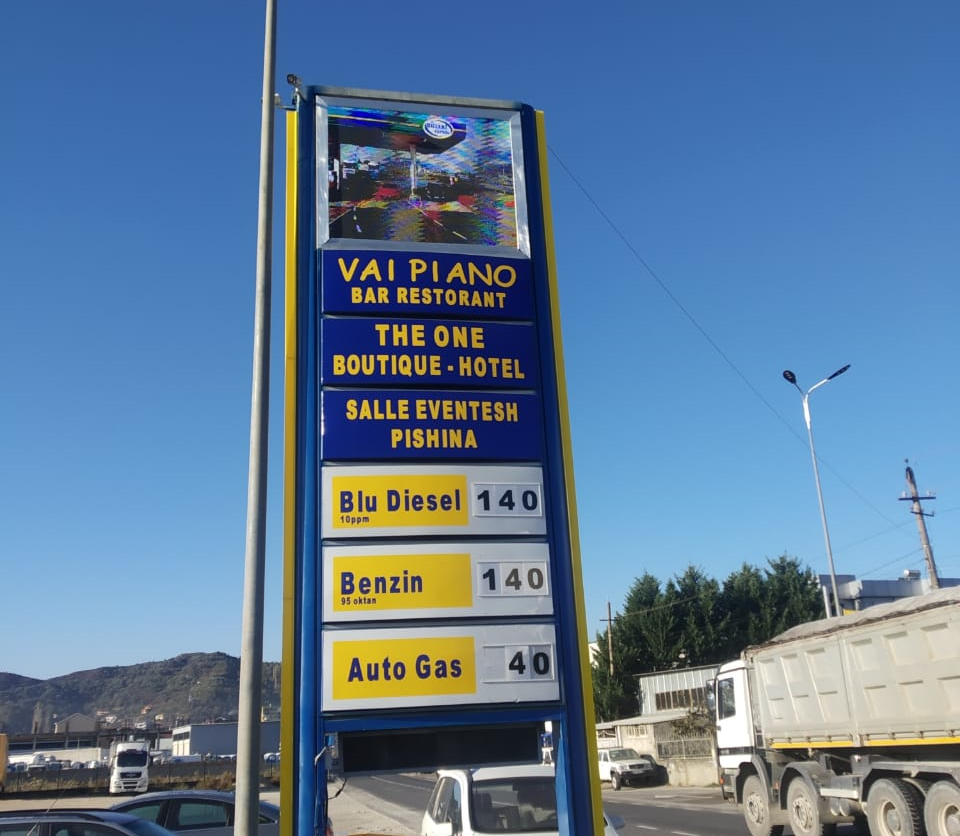 VAI PIANO
BAR RESTORANT
THE ONE
BOUTIQUE - HOTEL
SALLE EVENTESH
PISHINA
Blu Diesel 140
10ppm
Benzin 140
95 oktan
Auto Gas 40